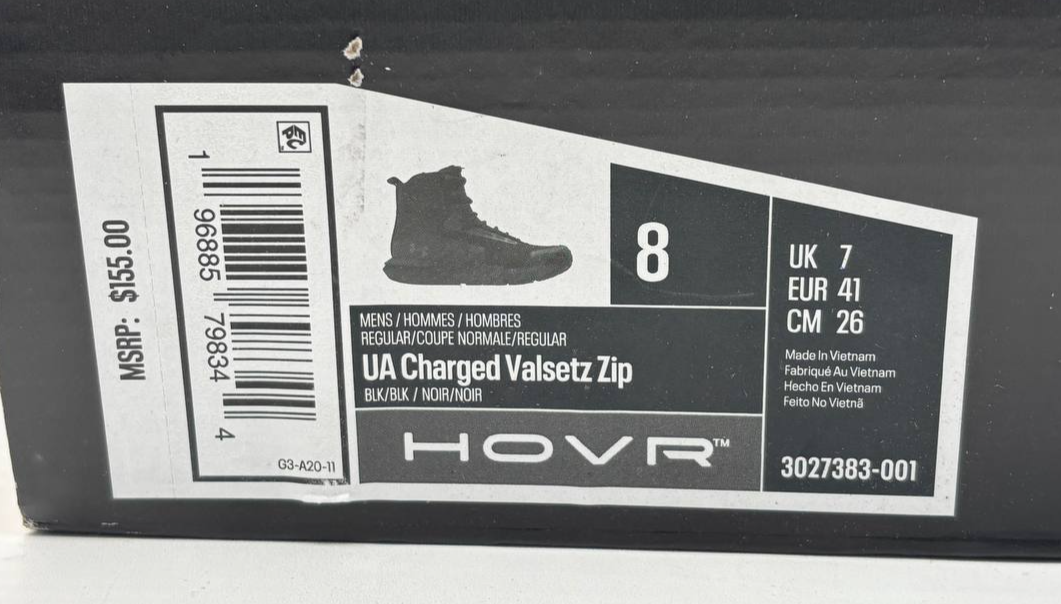 MSRP: $155.00
1 96885 79834 4
G3-A20-11
8
MENS / HOMMES / HOMBRES
REGULAR/COUPE NORMALE/REGULAR
UA Charged Valsetz Zip
BLK/BLK / NOIR/NOIR
HOVR™
UK 7
EUR 41
CM 26
Made In Vietnam
Fabriqué Au Vietnam
Hecho En Vietnam
Feito No Vietnã
3027383-001